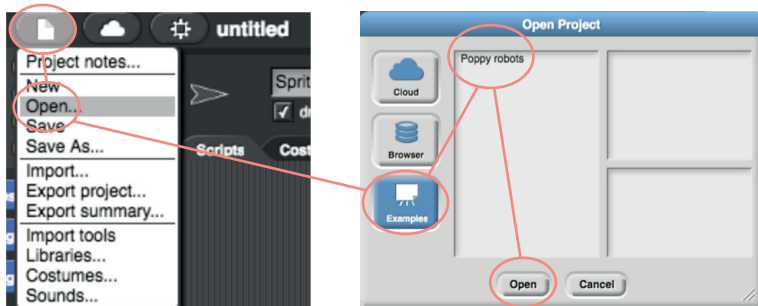 untitled
Project notes...
New
Open...
Save
Save As...
Import...
Export project...
Export summary...
Import tools
Libraries...
Costumes...
Sounds...
Sprit
dr
Scripts
Cost
Open Project
Cloud
Browser
Examples
Poppy robots
Open
Cancel